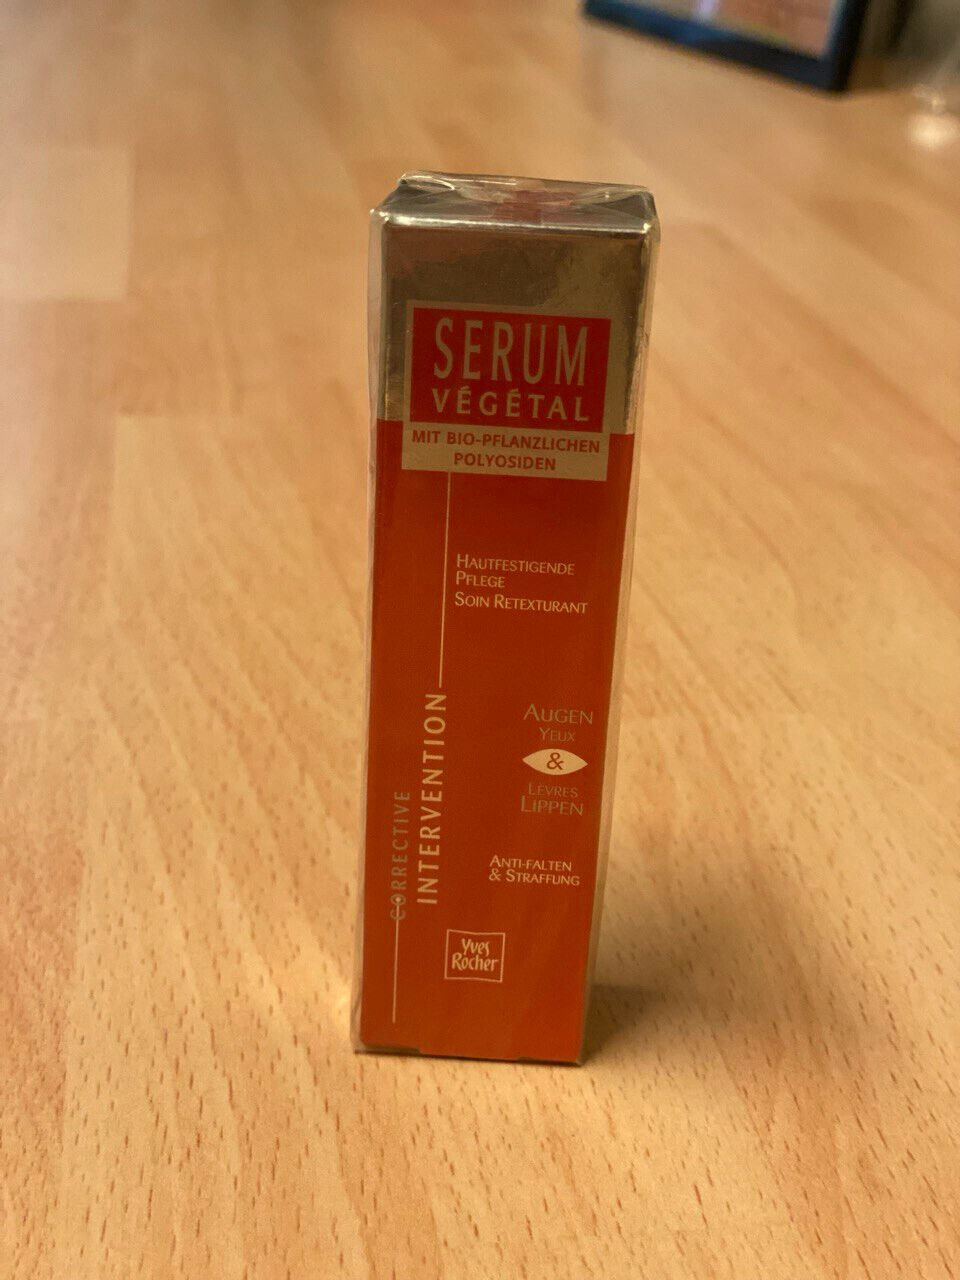 SERUM
VÉGÉTAL
MIT BIO-PFLANZLICHEN
POLYOSIDEN
HAUTFESTIGENDE
PFLEGE
SOIN RETEXTURANT
AUGEN
YEUX
&
LÈVRES
LIPPEN
ANTI-FALTEN
& STRAFFUNG
CORRECTIVE
INTERVENTION
Yves
Rocher